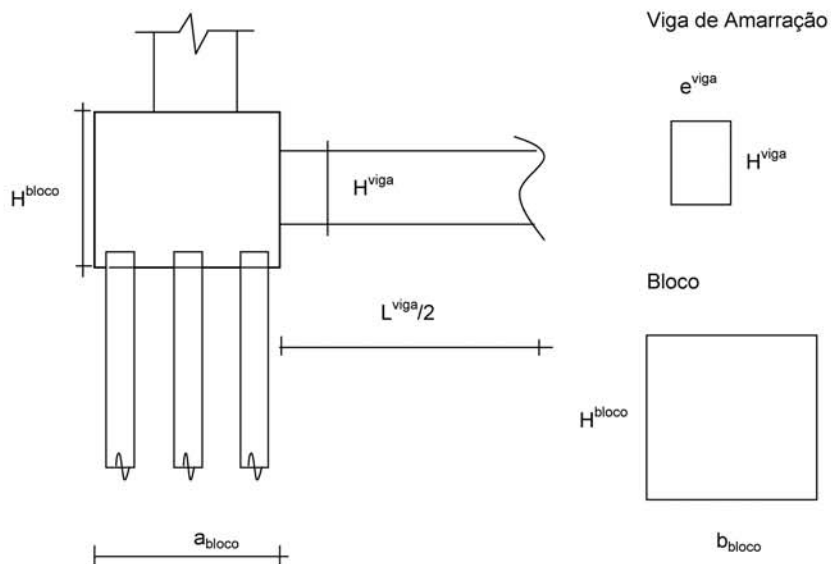 Viga de Amarração
e^viga
H^viga
H^viga
H^bloco
Bloco
L^viga/2
H^bloco
a_bloco
b_bloco